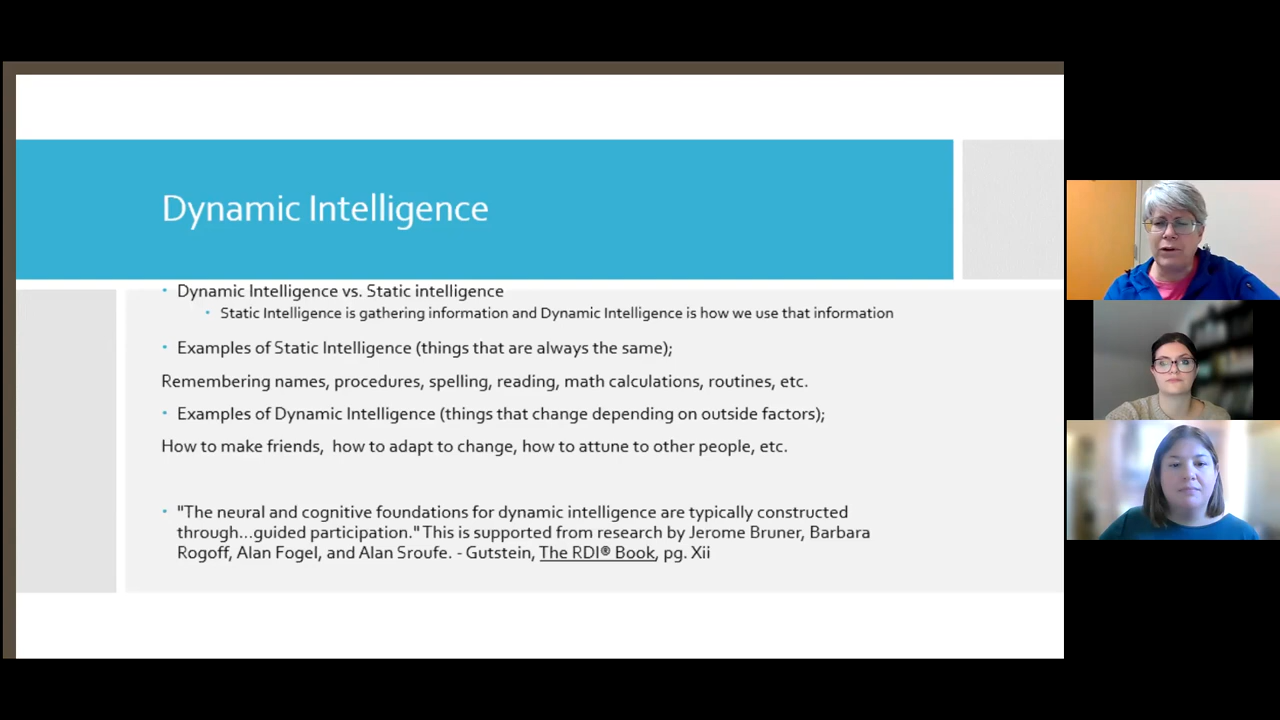 Dynamic Intelligence
Dynamic Intelligence vs. Static intelligence
Static Intelligence is gathering information and Dynamic Intelligence is how we use that information
Examples of Static Intelligence (things that are always the same);
Remembering names, procedures, spelling, reading, math calculations, routines, etc.
Examples of Dynamic Intelligence (things that change depending on outside factors);
How to make friends,  how to adapt to change, how to attune to other people, etc.
"The neural and cognitive foundations for dynamic intelligence are typically constructed
through...guided participation." This is supported from research by Jerome Bruner, Barbara
Rogoff, Alan Fogel, and Alan Sroufe. - Gutstein, The RDI® Book, pg. Xii